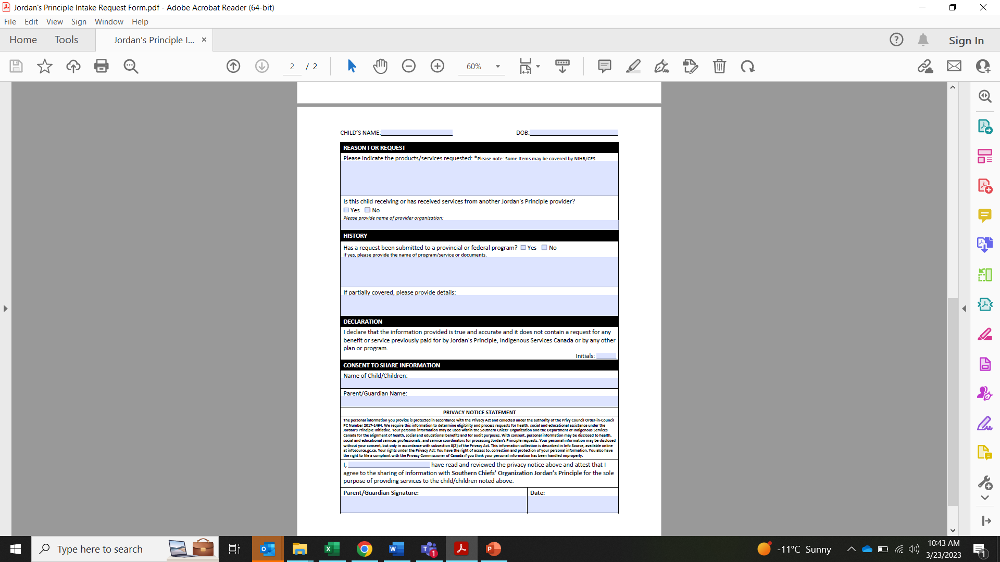 Jordan's Principle Intake Request Form.pdf - Adobe Acrobat Reader (64-bit)
File Edit View Sign Window Help
Home Tools Jordan's Principle I... × Sign In
2 / 2 60%
CHILD'S NAME: DOB:
REASON FOR REQUEST
Please indicate the products/services requested: *Please note: Some items may be covered by NIHB/CFS
Is this child receiving or has received services from another Jordan's Principle provider?
Yes No
Please provide name of provider organization:
HISTORY
Has a request been submitted to a provincial or federal program? Yes No
If yes, please provide the name of program/service or documents.
If partially covered, please provide details:
DECLARATION
I declare that the information provided is true and accurate and it does not contain a request for any
benefit or service previously paid for by Jordan's Principle, Indigenous Services Canada or by any other
plan or program.
Initials:
CONSENT TO SHARE INFORMATION
Name of Child/Children:
Parent/Guardian Name:
PRIVACY NOTICE STATEMENT
The personal information you provide is protected in accordance with the Privacy Act and collected under the authority of the Privy Council Order-in-Council
PC Number 2017-1464. We require this information to determine eligibility and process requests for health, social and educational assistance under the
Jordan's Principle Initiative. Your personal information may be used within the Southern Chiefs' Organization and the Department of Indigenous Services
Canada for the alignment of health, social and educational benefits and for audit purposes. With consent, personal information may be disclosed to health,
social and educational services professionals, and service coordinators for processing Jordan's Principle requests. Your personal information may be disclosed
without your consent, but only in accordance with subsection 8(2) of the Privacy Act. This information collection is described in Info Source, available online
at infosource.gc.ca. Your rights under the Privacy Act: You have the right of access to, correction and protection of your personal information. You also have
the right to file a complaint with the Privacy Commissioner of Canada if you think your personal information has been handled improperly.
I, have read and reviewed the privacy notice above and attest that I
agree to the sharing of information with Southern Chiefs' Organization Jordan's Principle for the sole
purpose of providing services to the child/children noted above.
Parent/Guardian Signature: Date:
Type here to search
1
-11°C Sunny
10:43 AM
3/23/2023
1